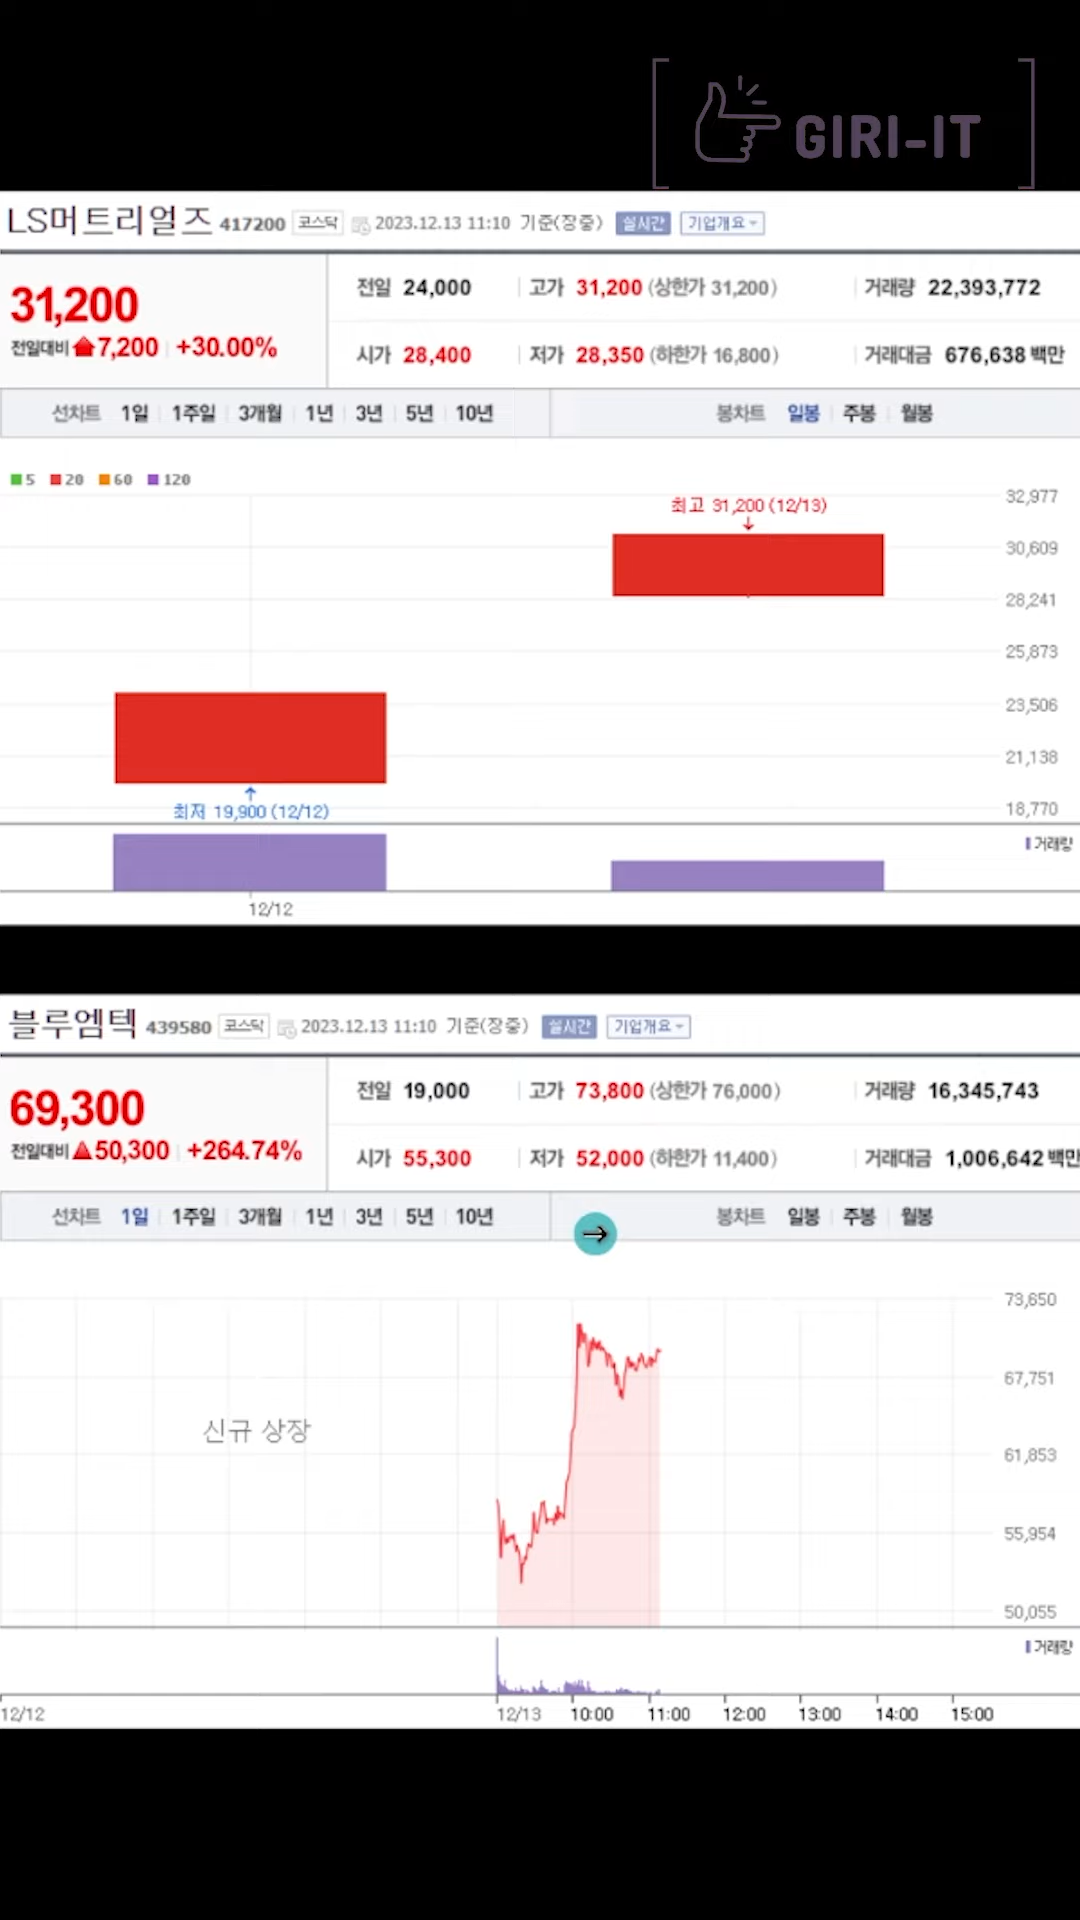 GIRI-IT
LS머트리얼즈 417200 코스닥 2023.12.13 11:10 기준(장중) 실시간 기업개요
31,200
전일대비 7,200 +30.00%
전일 24,000 고가 31,200 (상한가 31,200) 거래량 22,393,772
시가 28,400 저가 28,350 (하한가 16,800) 거래대금 676,638 백만
선차트 1일 1주일 3개월 1년 3년 5년 10년 봉차트 일봉 주봉 월봉
5 20 60 120
32,977
최고 31,200 (12/13)
30,609
28,241
25,873
23,506
21,138
최저 19,900 (12/12)
18,770
거래량
12/12
블루엠텍 439580 코스닥 2023.12.13 11:10 기준(장중) 실시간 기업개요
69,300
전일대비 ▲50,300 +264.74%
전일 19,000 고가 73,800 (상한가 76,000) 거래량 16,345,743
시가 55,300 저가 52,000 (하한가 11,400) 거래대금 1,006,642 백만
선차트 1일 1주일 3개월 1년 3년 5년 10년 봉차트 일봉 주봉 월봉
73,650
67,751
신규 상장
61,853
55,954
50,055
거래량
12/12 12/13 10:00 11:00 12:00 13:00 14:00 15:00